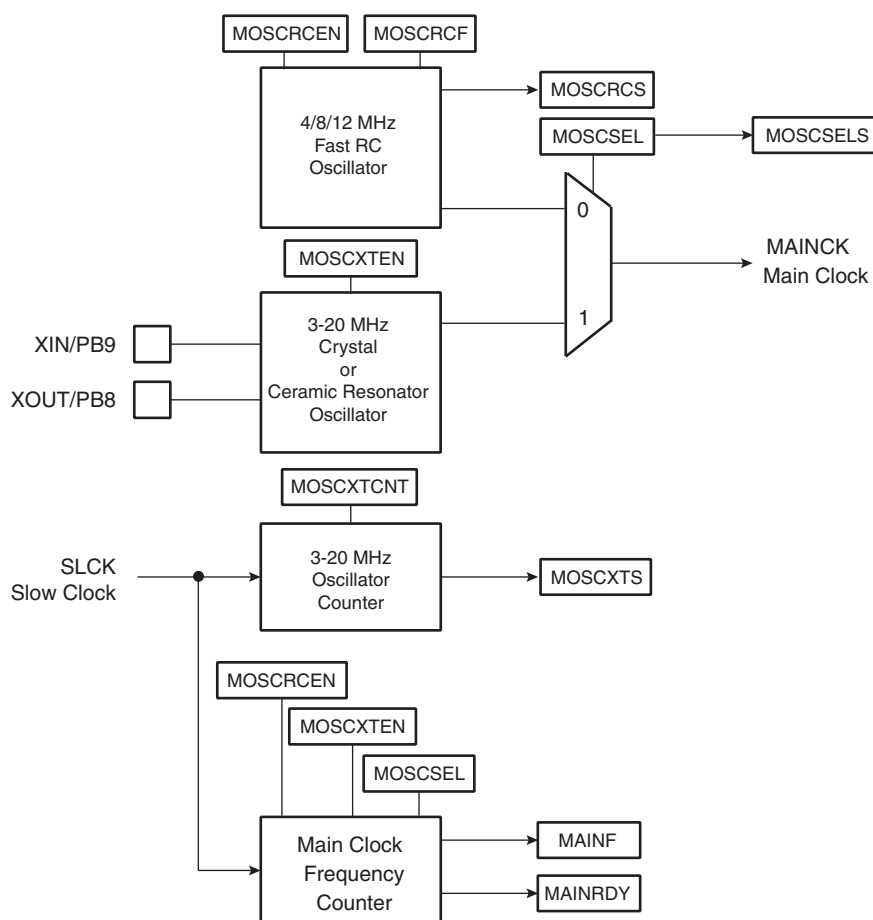 MOSCRCEN
MOSCRCF
4/8/12 MHz
Fast RC
Oscillator
MOSCRCS
MOSCSEL
MOSCSELS
0
MAINCK
Main Clock
MOSCXTEN
1
3-20 MHz
Crystal
or
Ceramic Resonator
Oscillator
XIN/PB9
XOUT/PB8
MOSCXTCNT
3-20 MHz
Oscillator
Counter
SLCK
Slow Clock
MOSCXTS
MOSCRCEN
MOSCXTEN
MOSCSEL
Main Clock
Frequency
Counter
MAINF
MAINRDY